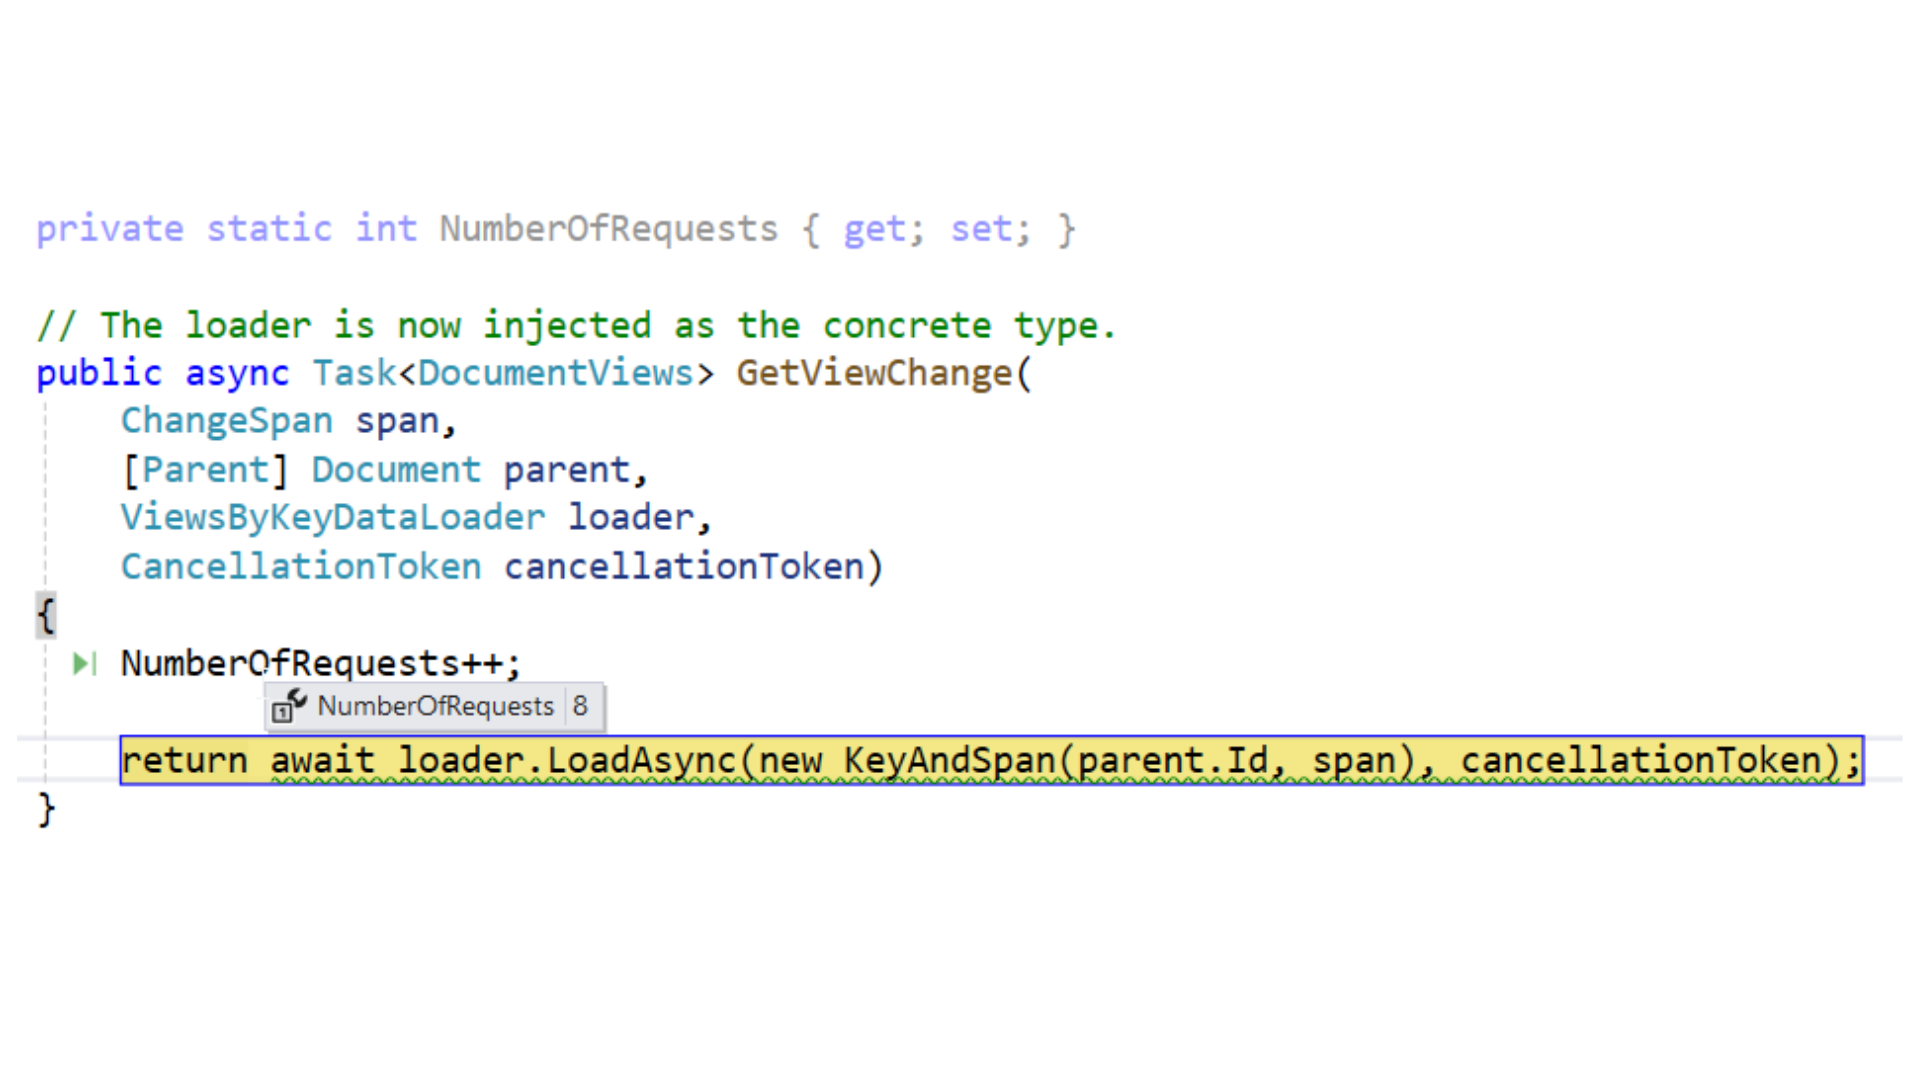 private static int NumberOfRequests { get; set; }
// The loader is now injected as the concrete type.
public async Task<DocumentViews> GetViewChange(
ChangeSpan span,
[Parent] Document parent,
ViewsByKeyDataLoader loader,
CancellationToken cancellationToken)
{
NumberOfRequests++;
NumberOfRequests 8
return await loader.LoadAsync(new KeyAndSpan(parent.Id, span), cancellationToken);
}